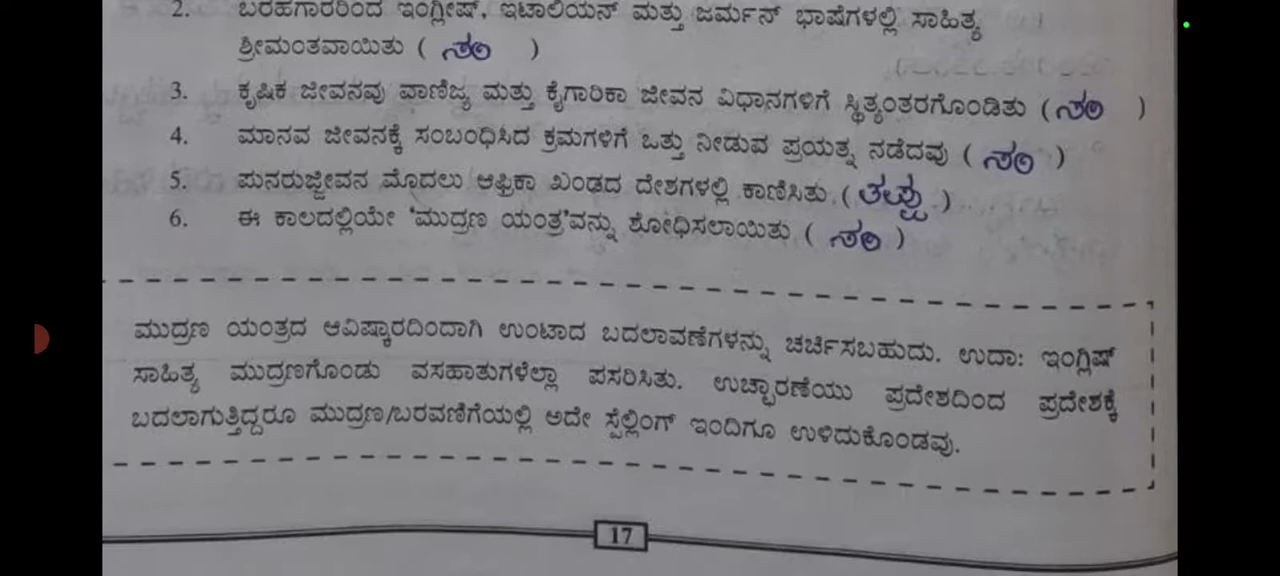 2. ಬರಹಗಾರರಿಂದ ಇಂಗ್ಲೀಷ್, ಇಟಾಲಿಯನ್ ಮತ್ತು ಜರ್ಮನ್ ಭಾಷೆಗಳಲ್ಲಿ ಸಾಹಿತ್ಯ
ಶ್ರೀಮಂತವಾಯಿತು ( ಸರಿ )
3. ಕೃಷಿಕ ಜೀವನವು ವಾಣಿಜ್ಯ ಮತ್ತು ಕೈಗಾರಿಕಾ ಜೀವನ ವಿಧಾನಗಳಿಗೆ ಸ್ಥಿತ್ಯಂತರಗೊಂಡಿತು ( ಸರಿ )
4. ಮಾನವ ಜೀವನಕ್ಕೆ ಸಂಬಂಧಿಸಿದ ಕ್ರಮಗಳಿಗೆ ಒತ್ತು ನೀಡುವ ಪ್ರಯತ್ನ ನಡೆದವು ( ಸರಿ )
5. ಪುನರುಜ್ಜೀವನ ಮೊದಲು ಆಫ್ರಿಕಾ ಖಂಡದ ದೇಶಗಳಲ್ಲಿ ಕಾಣಿಸಿತು ( ತಪ್ಪು )
6. ಈ ಕಾಲದಲ್ಲಿಯೇ ‘ಮುದ್ರಣ ಯಂತ್ರ’ವನ್ನು ಶೋಧಿಸಲಾಯಿತು ( ಸರಿ )
ಮುದ್ರಣ ಯಂತ್ರದ ಆವಿಷ್ಕಾರದಿಂದಾಗಿ ಉಂಟಾದ ಬದಲಾವಣೆಗಳನ್ನು ಚರ್ಚಿಸಬಹುದು. ಉದಾ: ಇಂಗ್ಲಿಷ್
ಸಾಹಿತ್ಯ ಮುದ್ರಣಗೊಂಡು ವಸಹಾತುಗಳೆಲ್ಲಾ ಪಸರಿಸಿತು. ಉಚ್ಛಾರಣೆಯು ಪ್ರದೇಶದಿಂದ ಪ್ರದೇಶಕ್ಕೆ
ಬದಲಾಗುತ್ತಿದ್ದರೂ ಮುದ್ರಣ/ಬರವಣಿಗೆಯಲ್ಲಿ ಅದೇ ಸ್ಪೆಲ್ಲಿಂಗ್ ಇಂದಿಗೂ ಉಳಿದುಕೊಂಡವು.
17